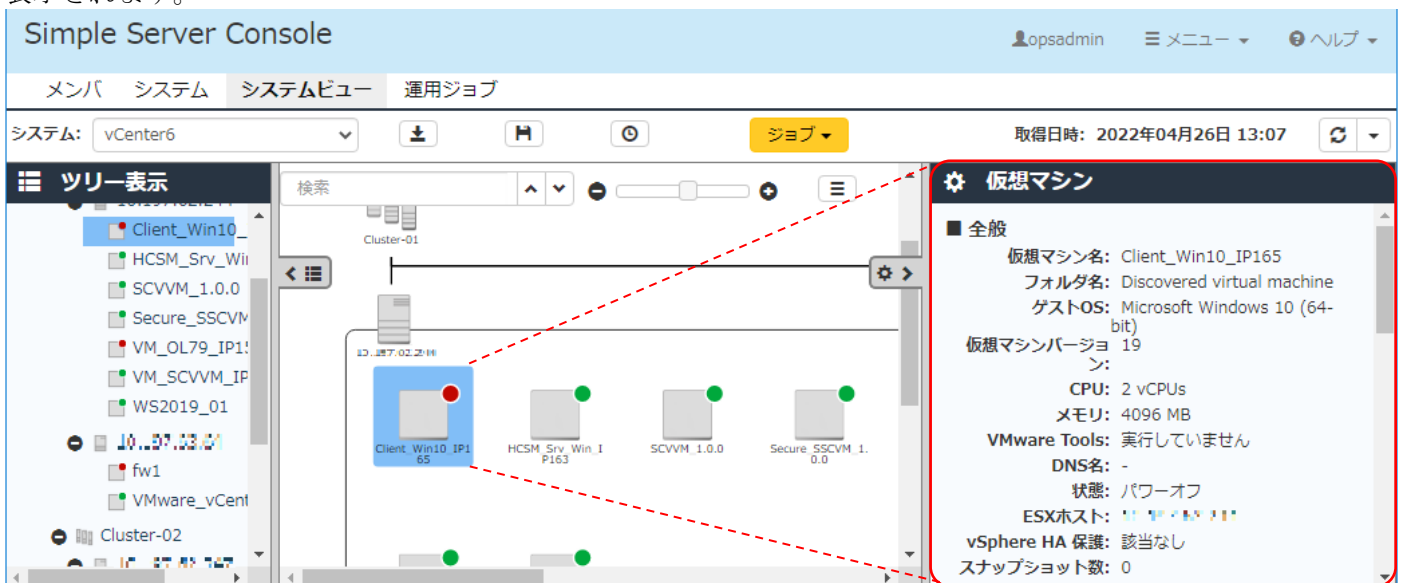 表示されます。
Simple Server Console
opsadmin メニュー ヘルプ
メンバ システム システムビュー 運用ジョブ
システム: vCenter6 ジョブ 取得日時: 2022年04月26日 13:07
ツリー表示
Client_Win10_
HCSM_Srv_Wi
SCVVM_1.0.0
Secure_SSCVM
VM_OL79_IP15
VM_SCVVM_IP
WS2019_01
fw1
VMware_vCent
Cluster-02
検索
Cluster-01
Client_Win10_IP1
65
HCSM_Srv_Win_I
P163
SCVVM_1.0.0
Secure_SSCVM_1.
0.0
仮想マシン
■ 全般
仮想マシン名: Client_Win10_IP165
フォルダ名: Discovered virtual machine
ゲストOS: Microsoft Windows 10 (64-
bit)
仮想マシンバージョ 19
ン:
CPU: 2 vCPUs
メモリ: 4096 MB
VMware Tools: 実行していません
DNS名: -
状態: パワーオフ
ESXホスト:
vSphere HA 保護: 該当なし
スナップショット数: 0